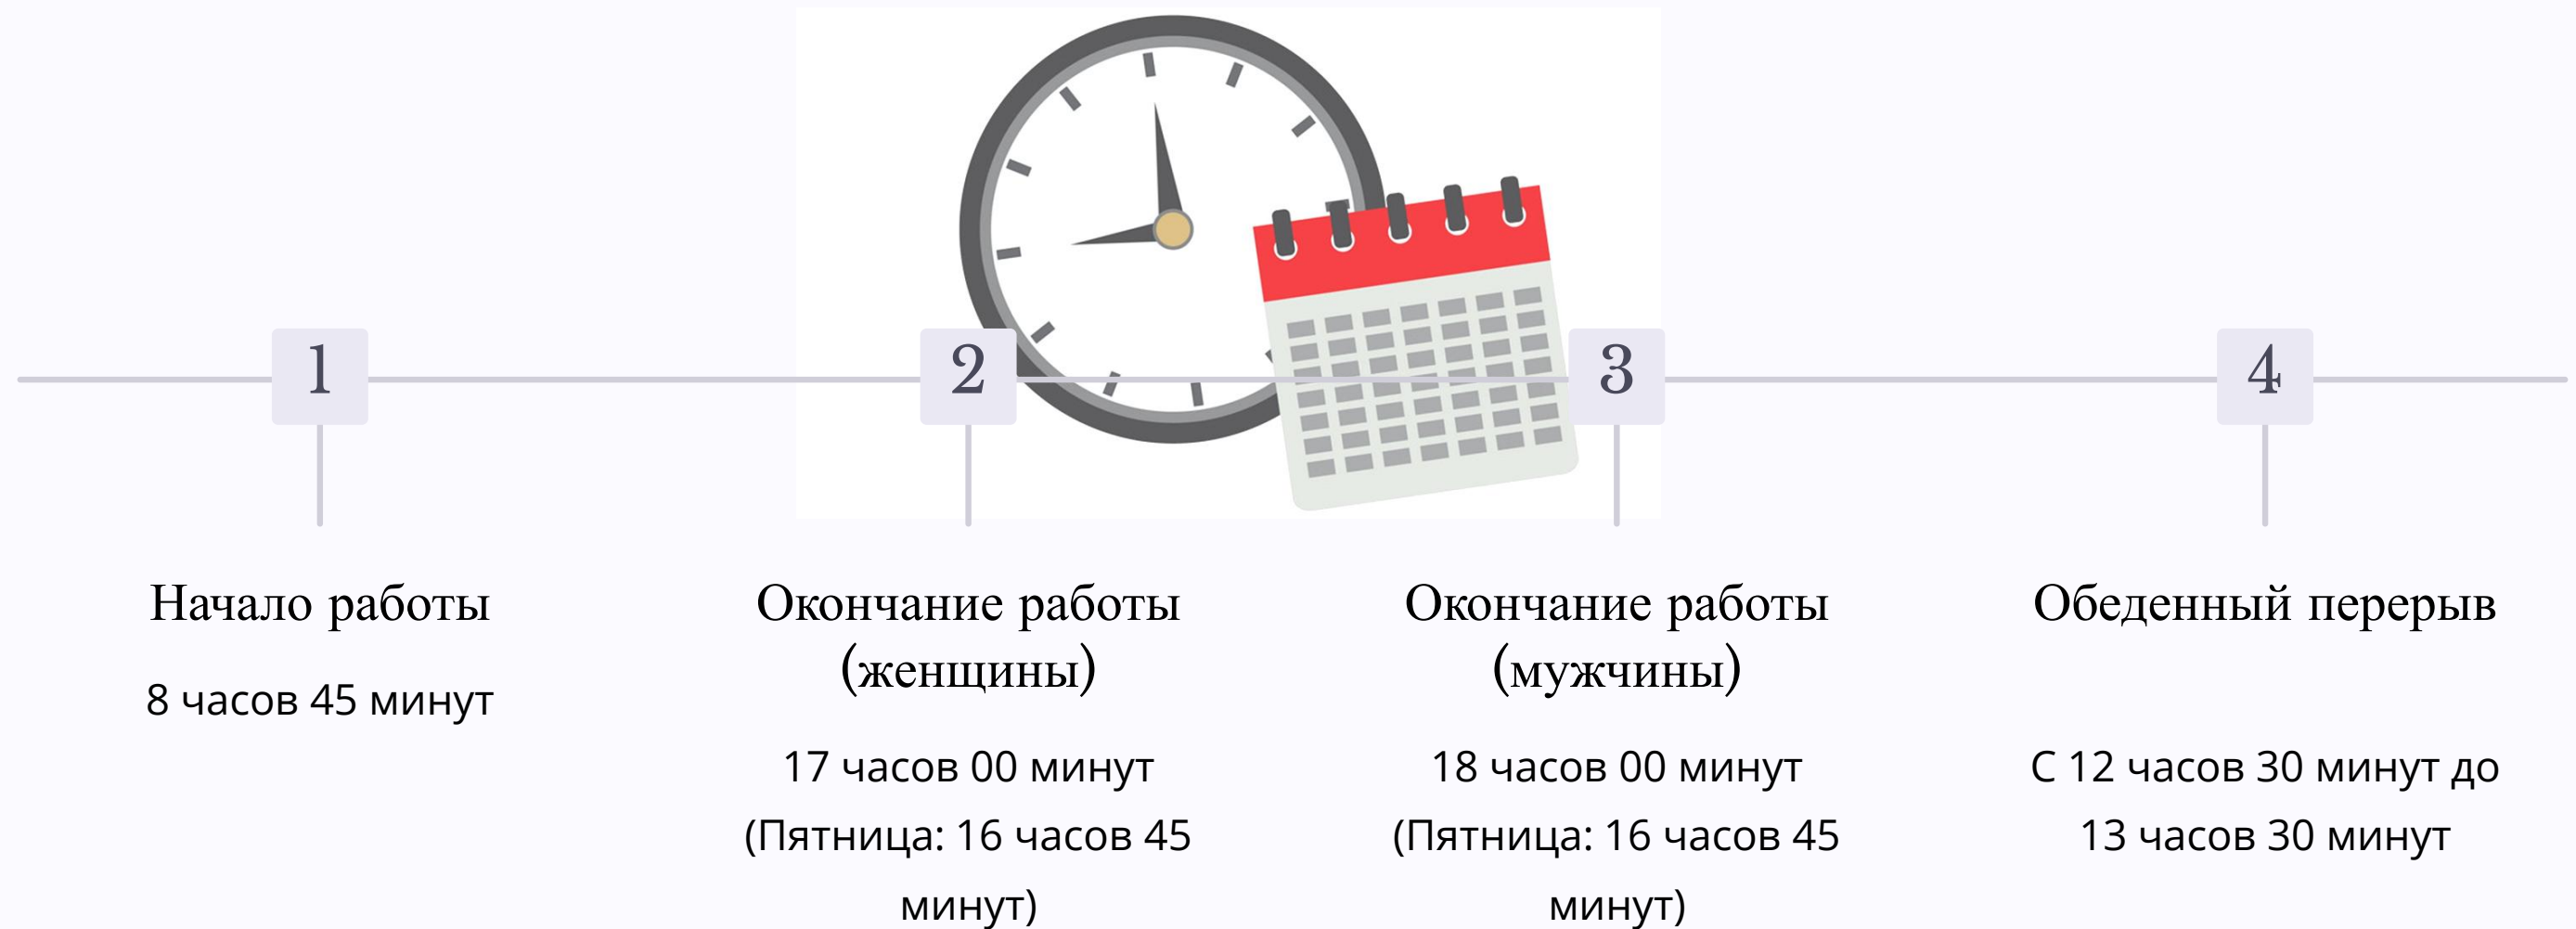 1
2
3
4
Начало работы
8 часов 45 минут
Окончание работы
(женщины)
17 часов 00 минут
(Пятница: 16 часов 45
минут)
Окончание работы
(мужчины)
18 часов 00 минут
(Пятница: 16 часов 45
минут)
Обеденный перерыв
С 12 часов 30 минут до
13 часов 30 минут